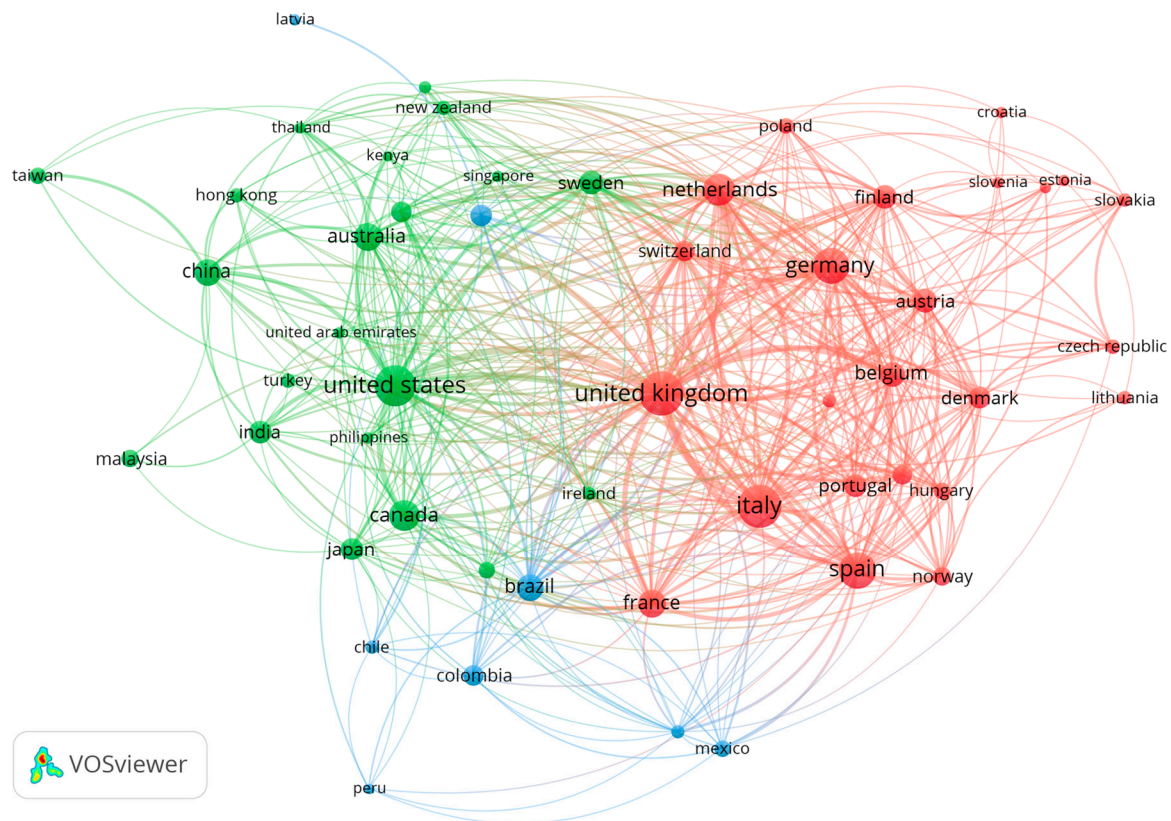 latvia
new zealand
croatia
thailand
poland
kenya
taiwan
singapore
sweden
netherlands
slovenia
estonia
hong kong
finland
slovakia
australia
switzerland
germany
china
austria
united arab emirates
czech republic
turkey
united states
united kingdom
belgium
denmark
lithuania
india
philippines
malaysia
ireland
portugal
hungary
canada
italy
japan
spain
norway
brazil
france
chile
colombia
mexico
VOSviewer
peru